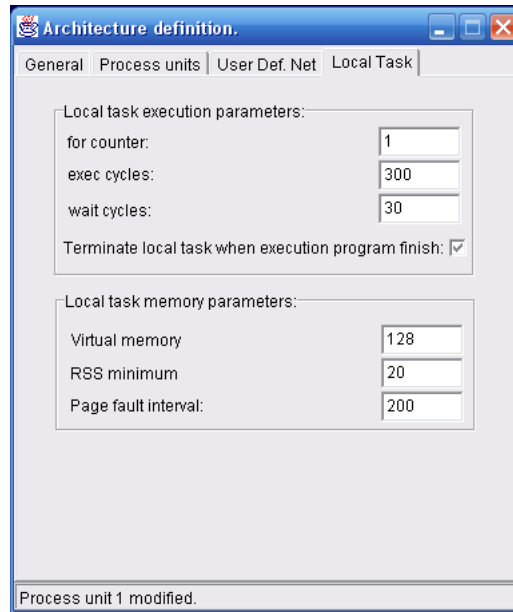 Architecture definition.
General Process units User Def. Net Local Task
Local task execution parameters:
for counter: 1
exec cycles: 300
wait cycles: 30
Terminate local task when execution program finish:
Local task memory parameters:
Virtual memory 128
RSS minimum 20
Page fault interval: 200
Process unit 1 modified.